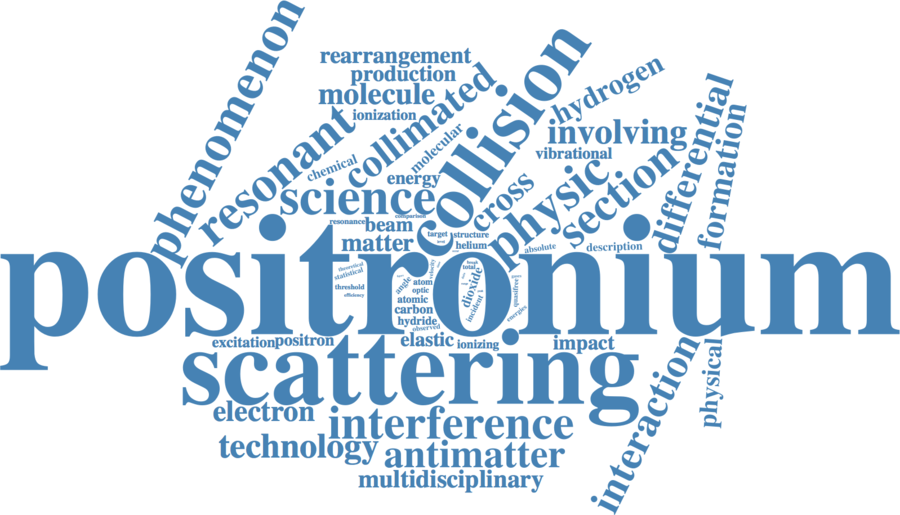 phenomenon
rearrangement
production
molecule
ionization
collimated
resonant
chemical
molecular
collision
hydrogen
involving
vibrational
differential
formation
energy
science
cross
physic
section
resonance
comparison
beam
matter
target
structure
helium
absolute
description
positronium
theoretical
statistical
threshold
efficiency
angle
velocity
atom
optic
atomic
carbon
hydride
observed
total
dioxide
incident
quasifree
energies
excitation
positron
elastic
ionizing
impact
scattering
electron
interference
technology
antimatter
multidisciplinary
interaction
physical